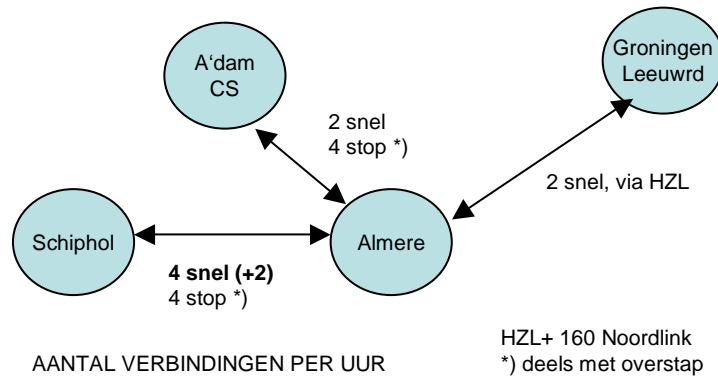 A'dam
CS
Groningen
Leeuwrd
2 snel
4 stop *)
2 snel, via HZL
Schiphol
Almere
4 snel (+2)
4 stop *)
AANTAL VERBINDINGEN PER UUR
HZL+ 160 Noordlink
*) deels met overstap